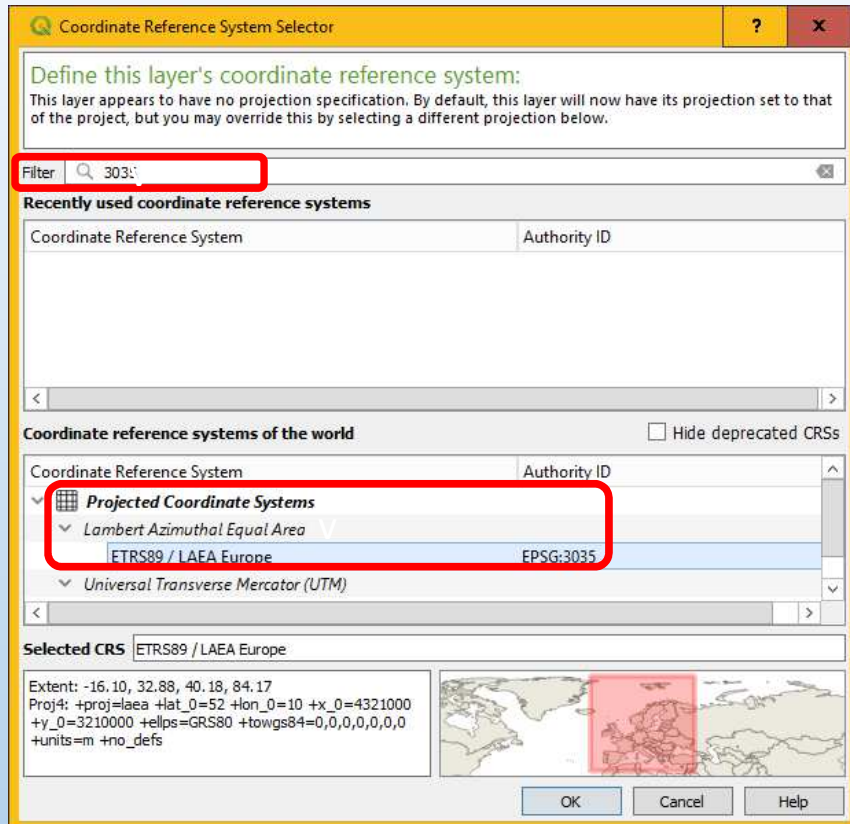 Coordinate Reference System Selector
? x
Define this layer's coordinate reference system:
This layer appears to have no projection specification. By default, this layer will now have its projection set to that
of the project, but you may override this by selecting a different projection below.
Filter 3035
Recently used coordinate reference systems
Coordinate Reference System Authority ID
Coordinate reference systems of the world Hide deprecated CRSs
Coordinate Reference System Authority ID
Projected Coordinate Systems
Lambert Azimuthal Equal Area V
ETRS89 / LAEA Europe EPSG:3035
Universal Transverse Mercator (UTM)
Selected CRS ETRS89 / LAEA Europe
Extent: -16.10, 32.88, 40.18, 84.17
Proj4: +proj=laea +lat_0=52 +lon_0=10 +x_0=4321000
+y_0=3210000 +ellps=GRS80 +towgs84=0,0,0,0,0,0,0
+units=m +no_defs
OK Cancel Help